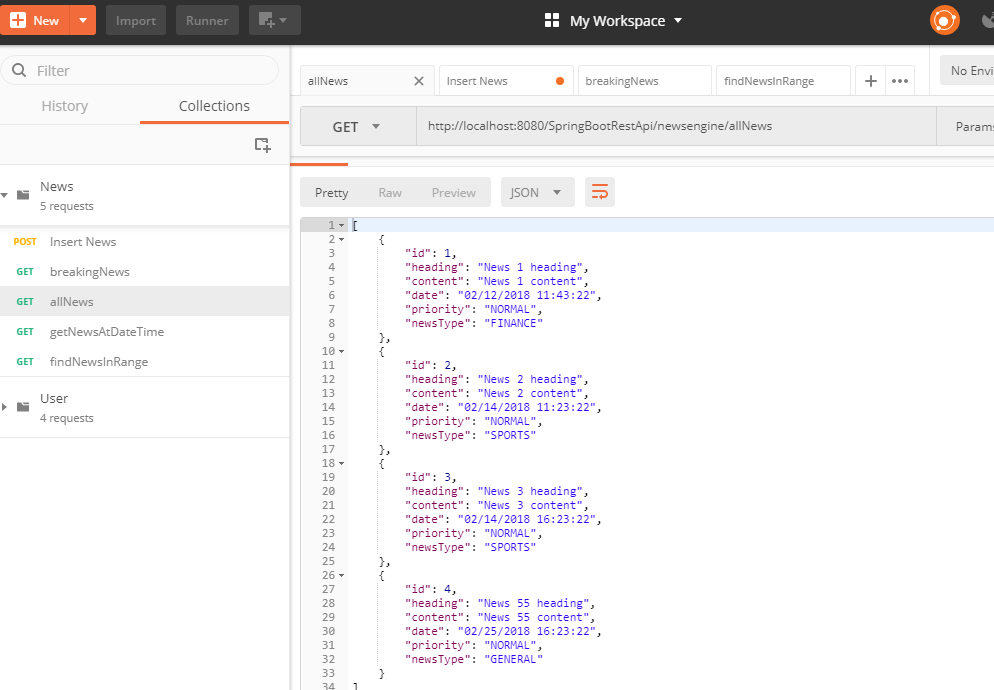 New Import Runner My Workspace
Filter
History Collections
News
5 requests
POST Insert News
GET breakingNews
GET allNews
GET getNewsAtDateTime
GET findNewsInRange
User
4 requests
allNews Insert News breakingNews findNewsInRange No Envi
GET http://localhost:8080/SpringBootRestApi/newsengine/allNews Params
Pretty Raw Preview JSON
1 [
2 {
3 "id": 1,
4 "heading": "News 1 heading",
5 "content": "News 1 content",
6 "date": "02/12/2018 11:43:22",
7 "priority": "NORMAL",
8 "newsType": "FINANCE"
9 },
10 {
11 "id": 2,
12 "heading": "News 2 heading",
13 "content": "News 2 content",
14 "date": "02/14/2018 11:23:22",
15 "priority": "NORMAL",
16 "newsType": "SPORTS"
17 },
18 {
19 "id": 3,
20 "heading": "News 3 heading",
21 "content": "News 3 content",
22 "date": "02/14/2018 16:23:22",
23 "priority": "NORMAL",
24 "newsType": "SPORTS"
25 },
26 {
27 "id": 4,
28 "heading": "News 55 heading",
29 "content": "News 55 content",
30 "date": "02/25/2018 16:23:22",
31 "priority": "NORMAL",
32 "newsType": "GENERAL"
33 }
34 ]